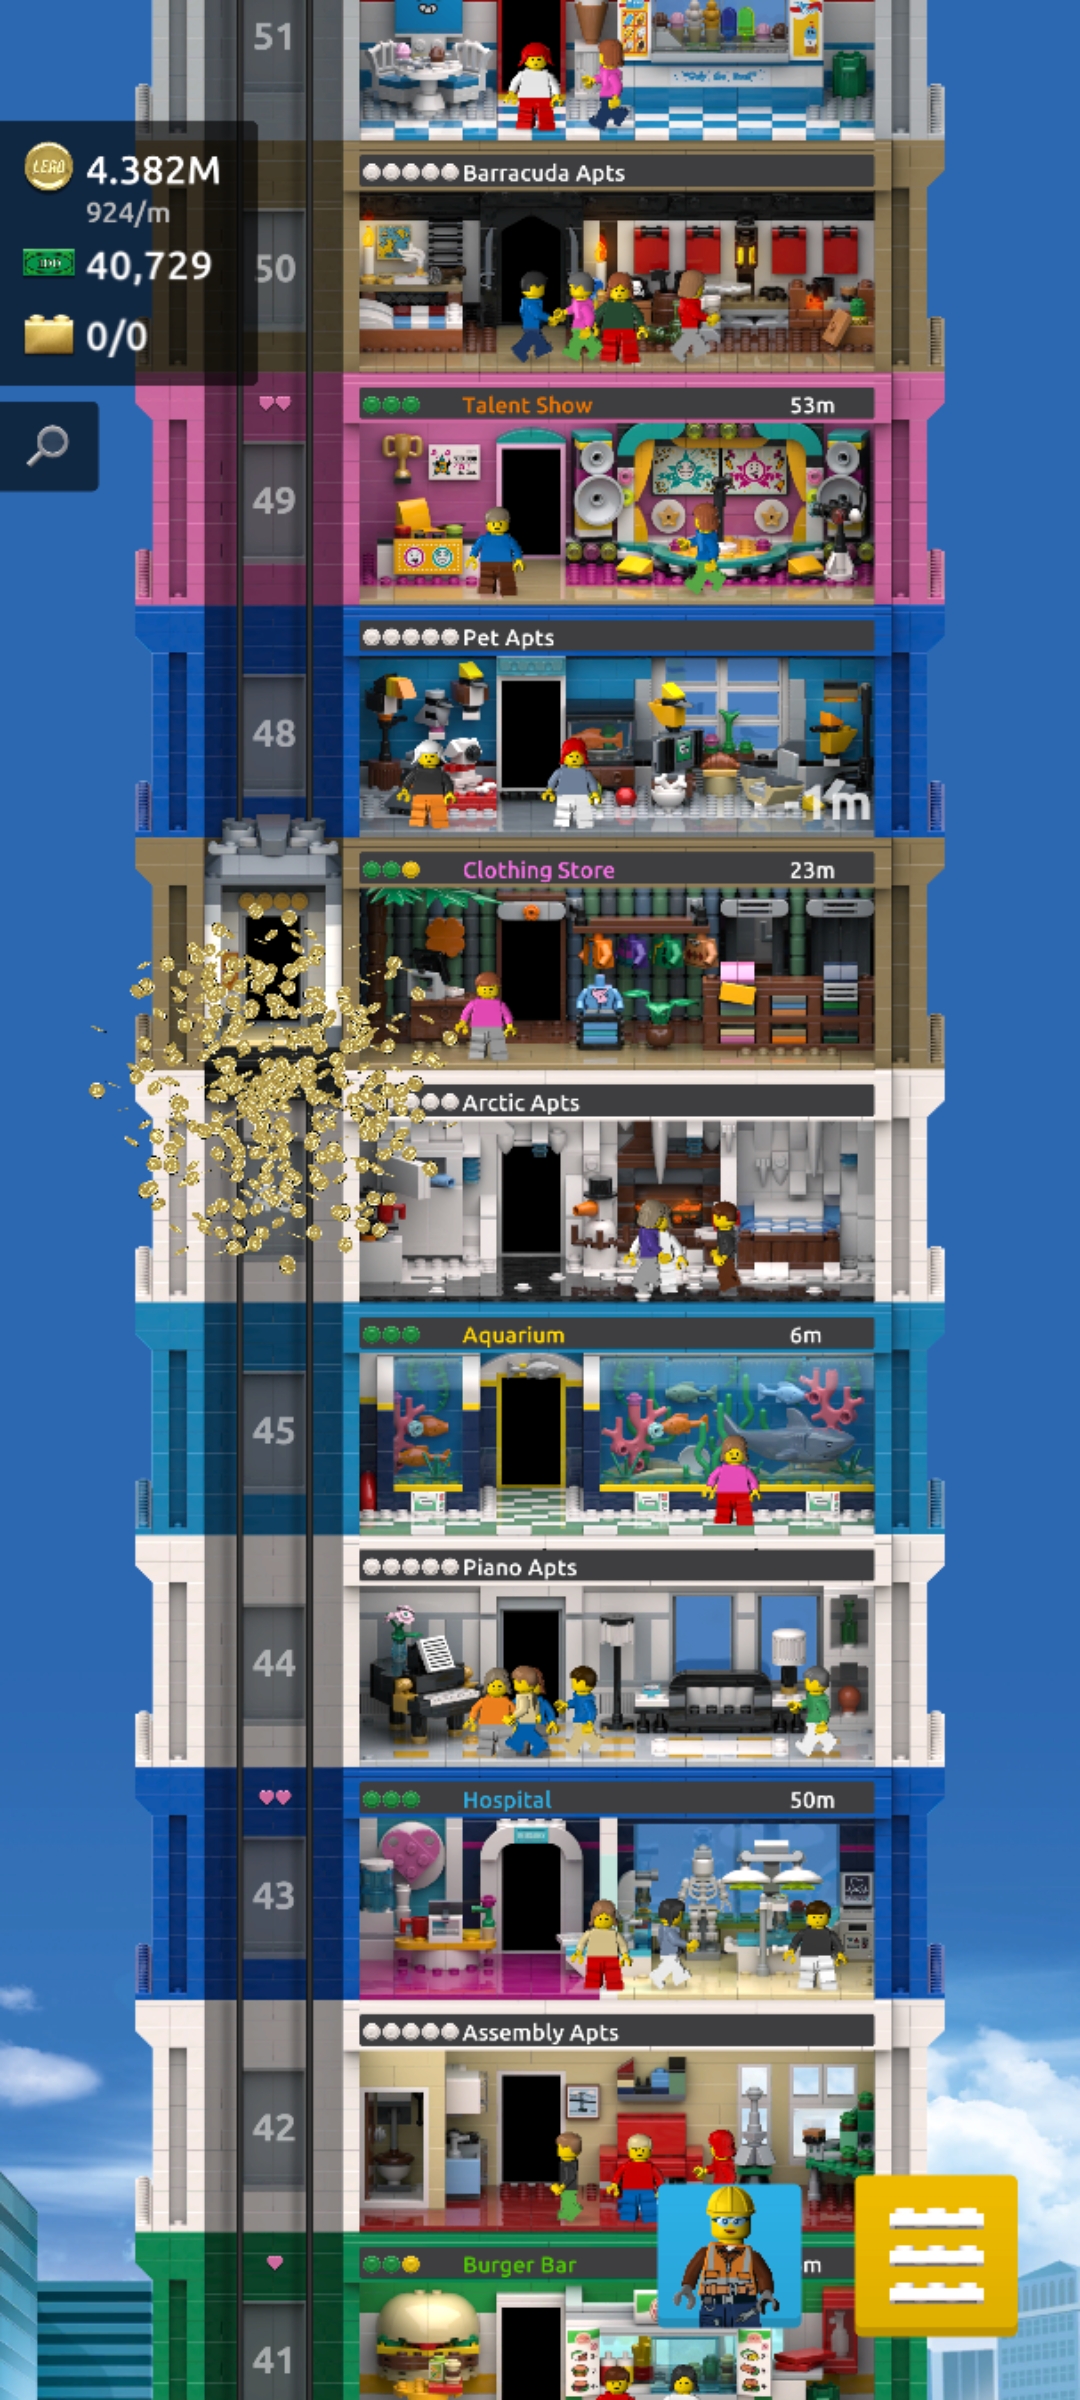 51
LEGO
4.382M
924/m
40,729
0/0
Barracuda Apts
50
Talent Show 53m
49
Pet Apts
48
-1m
Clothing Store 23m
Arctic Apts
Aquarium 6m
45
Piano Apts
44
Hospital 50m
43
Assembly Apts
42
Burger Bar m
41